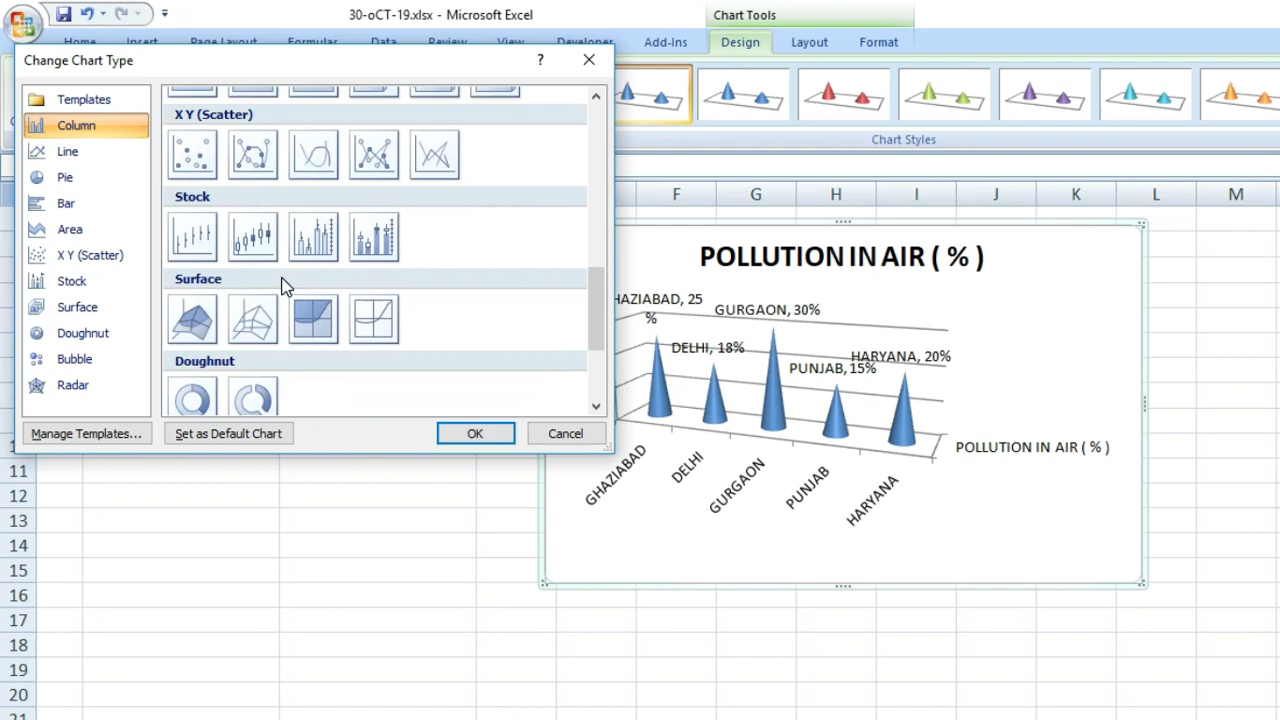 30-oCT-19.xlsx - Microsoft Excel
Chart Tools
Home Insert Page Layout Formulas Data Review View Developer Add-Ins Design Layout Format
Change Chart Type
?
Templates
Column
Line
Pie
Bar
Area
X Y (Scatter)
Stock
Surface
Doughnut
Bubble
Radar
X Y (Scatter)
Stock
Surface
Doughnut
Manage Templates...
Set as Default Chart
OK
Cancel
Chart Styles
F G H I J K L M
POLLUTION IN AIR ( % )
HAZIABAD, 25
%
GURGAON, 30%
DELHI, 18%
HARYANA, 20%
PUNJAB, 15%
POLLUTION IN AIR ( % )
GHAZIABAD
DELHI
GURGAON
PUNJAB
HARYANA
11
12
13
14
15
16
17
18
19
20
21